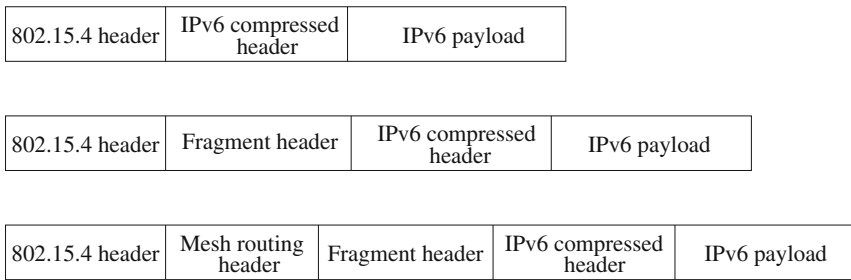 802.15.4 header IPv6 compressed header IPv6 payload
802.15.4 header Fragment header IPv6 compressed header IPv6 payload
802.15.4 header Mesh routing header Fragment header IPv6 compressed header IPv6 payload